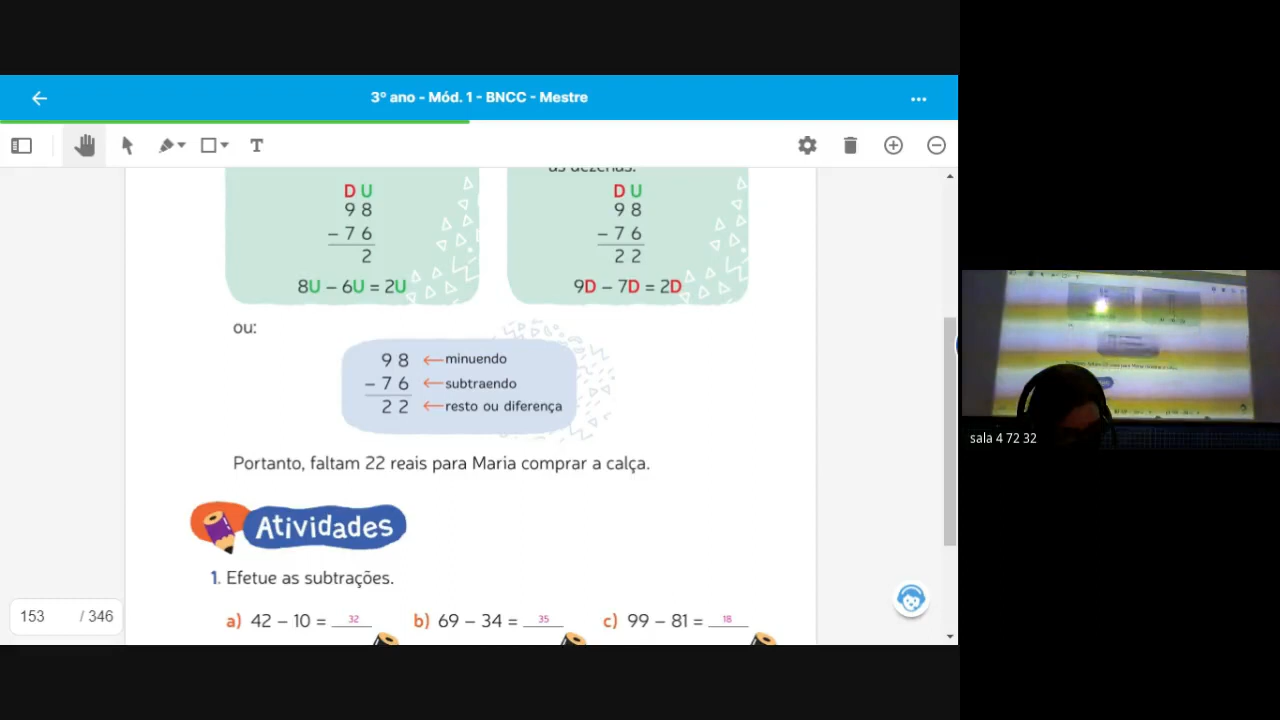 3º ano - Mód. 1 - BNCC - Mestre
T
as dezenas.
D U
9 8
– 7 6
2
8U – 6U = 2U
D U
9 8
– 7 6
2 2
9D – 7D = 2D
ou:
9 8 ← minuendo
– 7 6 ← subtraendo
2 2 ← resto ou diferença
Portanto, faltam 22 reais para Maria comprar a calça.
Atividades
1. Efetue as subtrações.
a) 42 – 10 = 32
b) 69 – 34 = 35
c) 99 – 81 = 18
153 / 346
sala 4 72 32